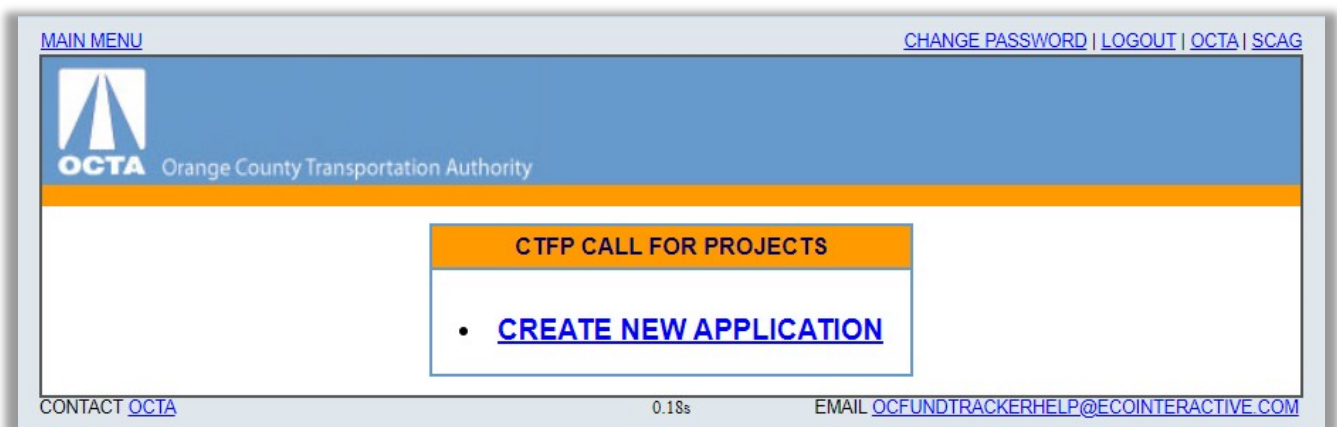 MAIN MENU CHANGE PASSWORD | LOGOUT | OCTA | SCAG
OCTA Orange County Transportation Authority
CTFP CALL FOR PROJECTS
• CREATE NEW APPLICATION
CONTACT OCTA 0.18s EMAIL OCFUNDTRACKERHELP@ECOINTERACTIVE.COM